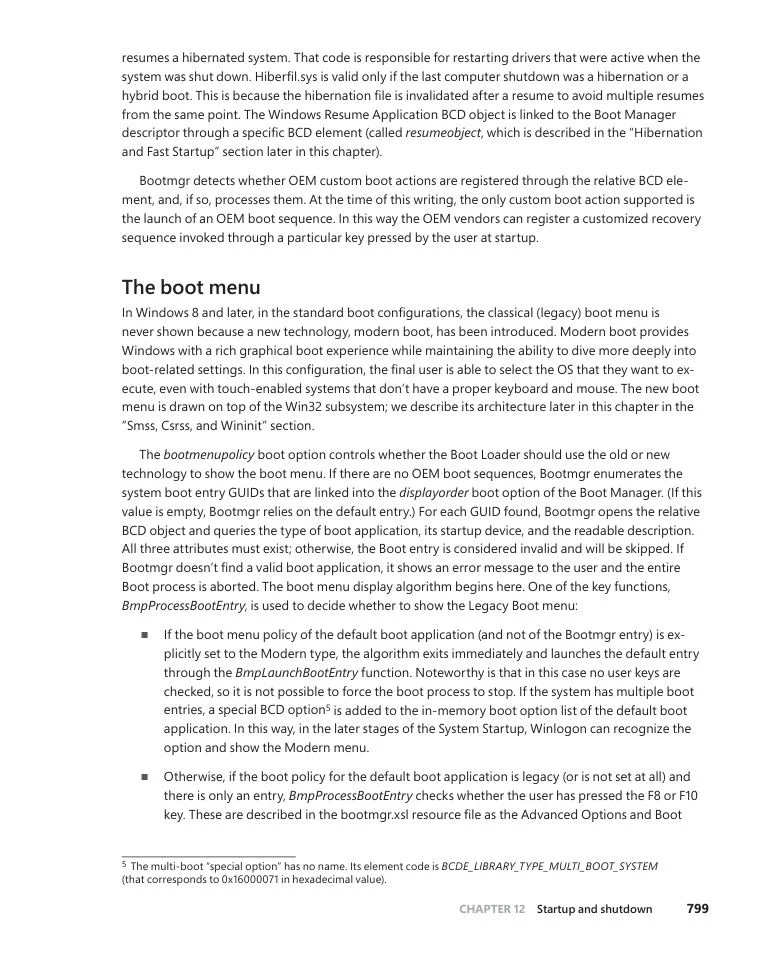 resumes a hibernated system. That code is responsible for restarting drivers that were active when the
system was shut down. Hiberfil.sys is valid only if the last computer shutdown was a hibernation or a
hybrid boot. This is because the hibernation file is invalidated after a resume to avoid multiple resumes
from the same point. The Windows Resume Application BCD object is linked to the Boot Manager
descriptor through a specific BCD element (called resumeobject, which is described in the “Hibernation
and Fast Startup” section later in this chapter).
Bootmgr detects whether OEM custom boot actions are registered through the relative BCD ele-
ment, and, if so, processes them. At the time of this writing, the only custom boot action supported is
the launch of an OEM boot sequence. In this way the OEM vendors can register a customized recovery
sequence invoked through a particular key pressed by the user at startup.
The boot menu
In Windows 8 and later, in the standard boot configurations, the classical (legacy) boot menu is
never shown because a new technology, modern boot, has been introduced. Modern boot provides
Windows with a rich graphical boot experience while maintaining the ability to dive more deeply into
boot-related settings. In this configuration, the final user is able to select the OS that they want to ex-
ecute, even with touch-enabled systems that don’t have a proper keyboard and mouse. The new boot
menu is drawn on top of the Win32 subsystem; we describe its architecture later in this chapter in the
“Smss, Csrss, and Wininit” section.
The bootmenupolicy boot option controls whether the Boot Loader should use the old or new
technology to show the boot menu. If there are no OEM boot sequences, Bootmgr enumerates the
system boot entry GUIDs that are linked into the displayorder boot option of the Boot Manager. (If this
value is empty, Bootmgr relies on the default entry.) For each GUID found, Bootmgr opens the relative
BCD object and queries the type of boot application, its startup device, and the readable description.
All three attributes must exist; otherwise, the Boot entry is considered invalid and will be skipped. If
Bootmgr doesn’t find a valid boot application, it shows an error message to the user and the entire
Boot process is aborted. The boot menu display algorithm begins here. One of the key functions,
BmpProcessBootEntry, is used to decide whether to show the Legacy Boot menu:
■ If the boot menu policy of the default boot application (and not of the Bootmgr entry) is ex-
plicitly set to the Modern type, the algorithm exits immediately and launches the default entry
through the BmpLaunchBootEntry function. Noteworthy is that in this case no user keys are
checked, so it is not possible to force the boot process to stop. If the system has multiple boot
entries, a special BCD option⁵ is added to the in-memory boot option list of the default boot
application. In this way, in the later stages of the System Startup, Winlogon can recognize the
option and show the Modern menu.
■ Otherwise, if the boot policy for the default boot application is legacy (or is not set at all) and
there is only an entry, BmpProcessBootEntry checks whether the user has pressed the F8 or F10
key. These are described in the bootmgr.xsl resource file as the Advanced Options and Boot
⁵ The multi-boot “special option” has no name. Its element code is BCDE_LIBRARY_TYPE_MULTI_BOOT_SYSTEM
(that corresponds to 0x16000071 in hexadecimal value).
CHAPTER 12 Startup and shutdown 799